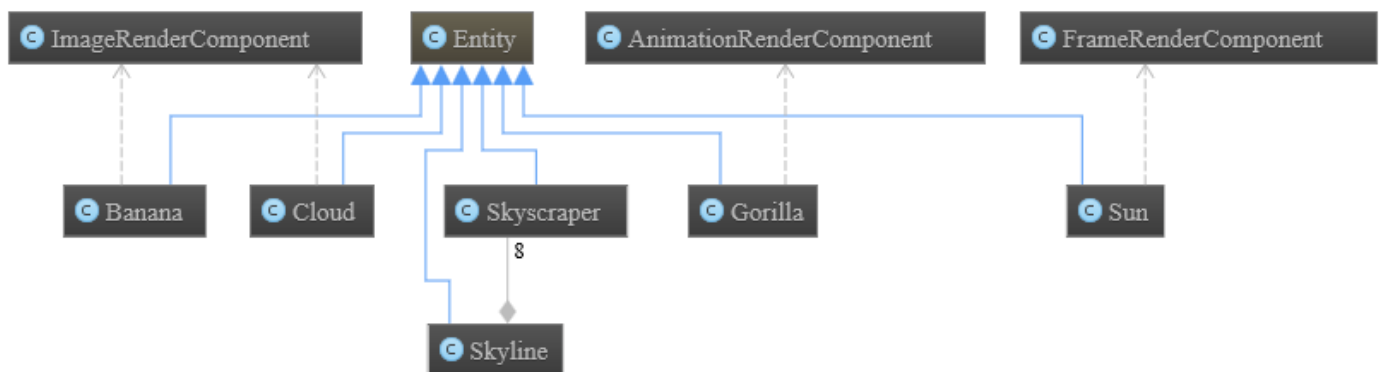 C ImageRenderComponent
C Entity
C AnimationRenderComponent
C FrameRenderComponent
C Banana
C Cloud
C Skyscraper
C Gorilla
C Sun
8
C Skyline